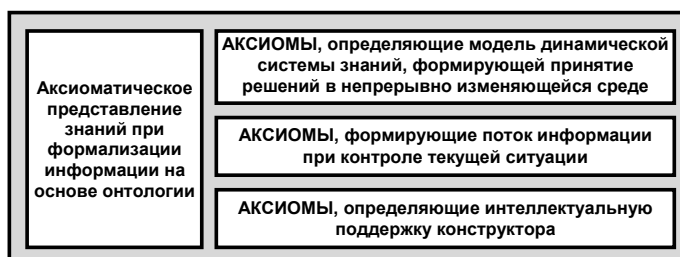 Аксиоматическое
представление
знаний при
формализации
информации на
основе онтологии
АКСИОМЫ, определяющие модель динамической
системы знаний, формирующей принятие
решений в непрерывно изменяющейся среде
АКСИОМЫ, формирующие поток информации
при контроле текущей ситуации
АКСИОМЫ, определяющие интеллектуальную
поддержку конструктора